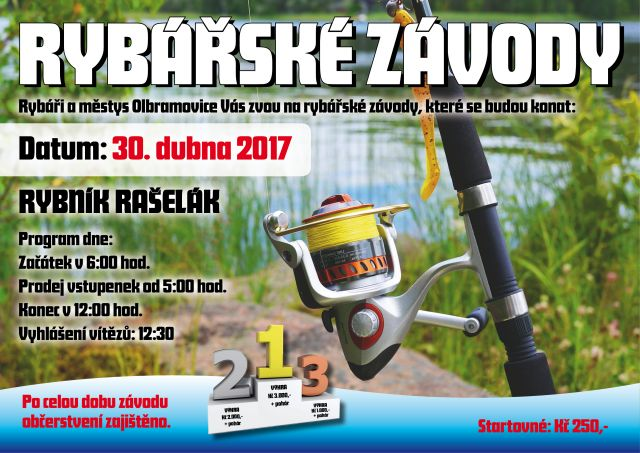 RYBÁŘSKÉ ZÁVODY
Rybáři a městys Olbramovice Vás zvou na rybářské závody, které se budou konat:
Datum: 30. dubna 2017
RYBNÍK RAŠELÁK
Program dne:
Začátek v 6:00 hod.
Prodej vstupenek od 5:00 hod.
Konec v 12:00 hod.
Vyhlášení vítězů: 12:30
2 1 3
VÝHRA
Kč 3.000,-
+ pohár
VÝHRA
Kč 2.000,-
+ pohár
VÝHRA
Kč 1.000,-
+ pohár
Po celou dobu závodu
občerstvení zajištěno.
Startovné: Kč 250,-